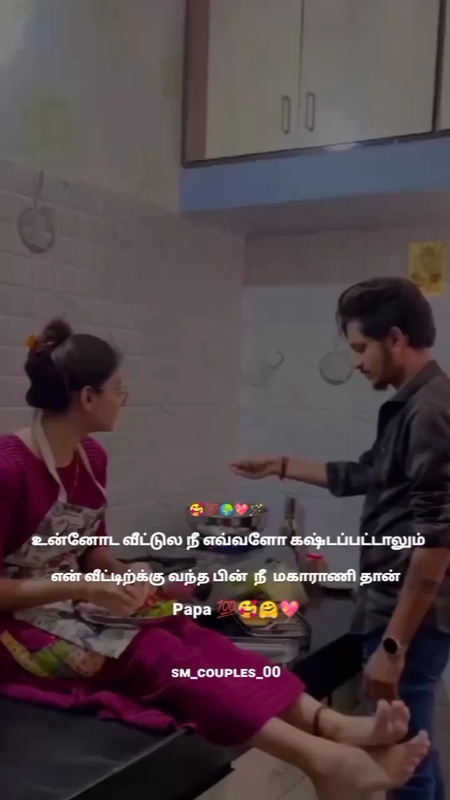 🥰💯🌍💖🪄
உன்னோட வீட்டுல நீ எவ்வளோ கஷ்டப்பட்டாலும்
என் வீட்டிற்க்கு வந்த பின் நீ மகாராணி தான்
Papa 💯🥰🤗💖
SM_COUPLES_00